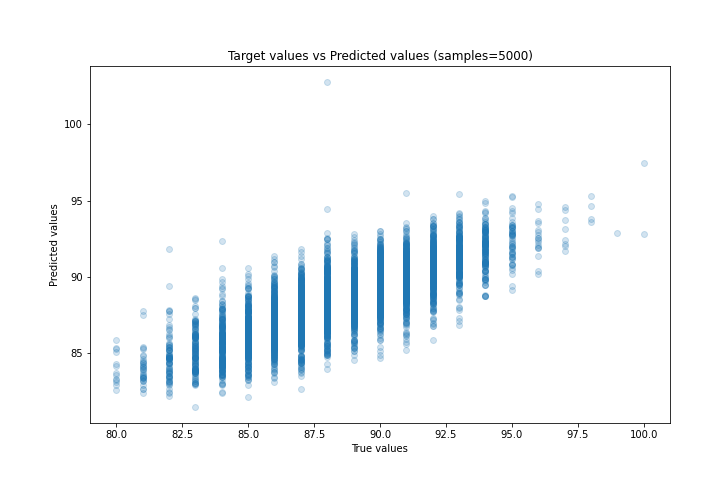 Target values vs Predicted values (samples=5000)
100
95
90
85
Predicted values
80.0 82.5 85.0 87.5 90.0 92.5 95.0 97.5 100.0
True values